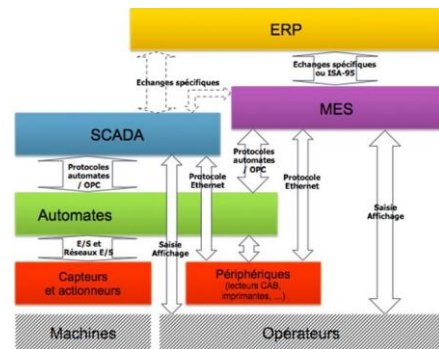 ERP
Echanges spécifiques
Echanges spécifiques
ou ISA-95
MES
SCADA
Protocoles
automates
/ OPC
Protocole
Ethernet
Protocoles
automates
/ OPC
Protocole
Ethernet
Automates
Saisie
Affichage
E/S et
Réseaux E/S
Saisie
Affichage
Capteurs
et actionneurs
Périphériques
(lecteurs CAB,
imprimantes, ...)
Machines
Opérateurs